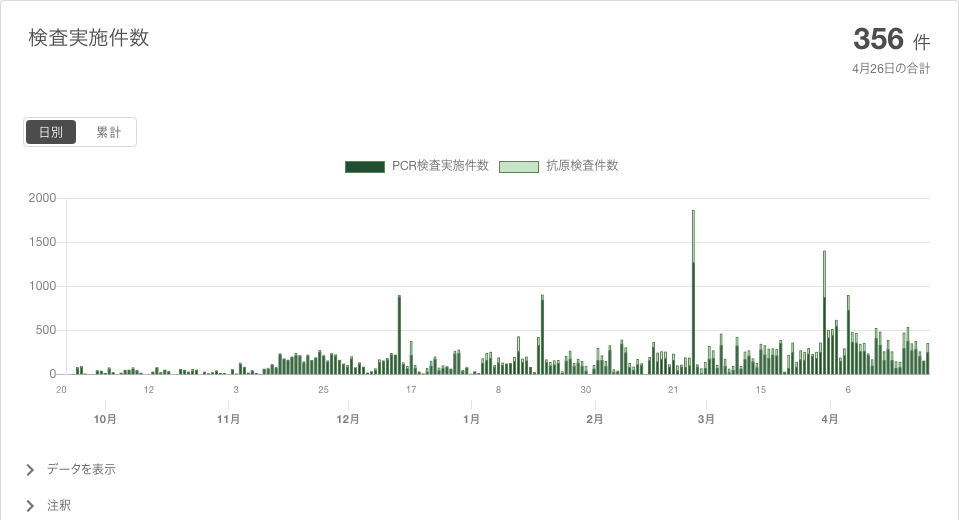 検査実施件数
356 件
4月26日の合計
日別 累計
PCR検査実施件数 抗原検査件数
2000
1500
1000
500
0
20 12 3 25 17 8 30 21 15 6
10月 11月 12月 1月 2月 3月 4月
データを表示
注釈